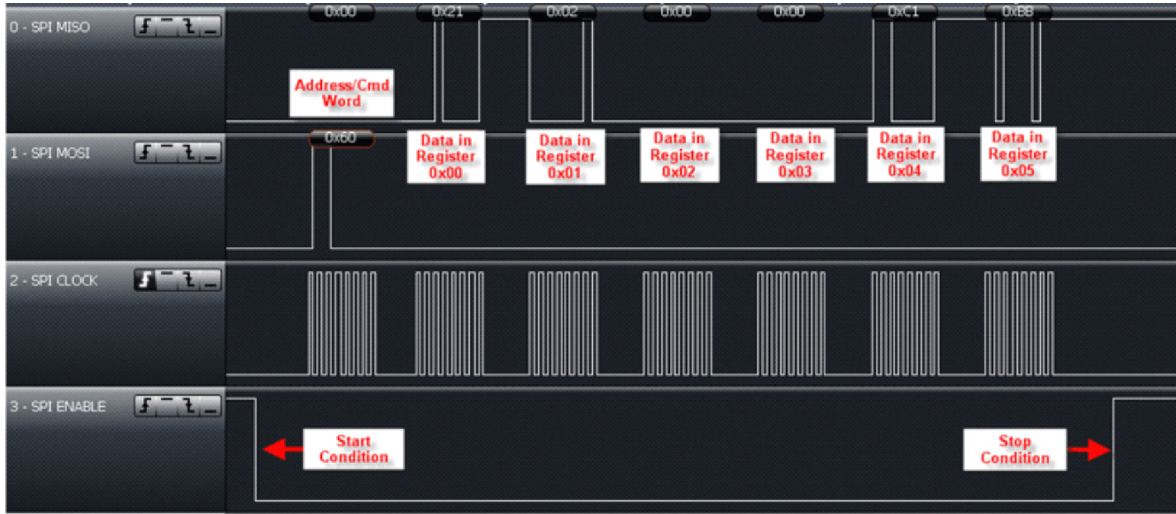 0x00 0x21 0x02 0x00 0x00 0xC1 0xBB
0 - SPI MISO
Address/Cmd
Word
0x60
1 - SPI MOSI
Data in
Register
0x00
Data in
Register
0x01
Data in
Register
0x02
Data in
Register
0x03
Data in
Register
0x04
Data in
Register
0x05
2 - SPI CLOCK
3 - SPI ENABLE
Start
Condition
Stop
Condition